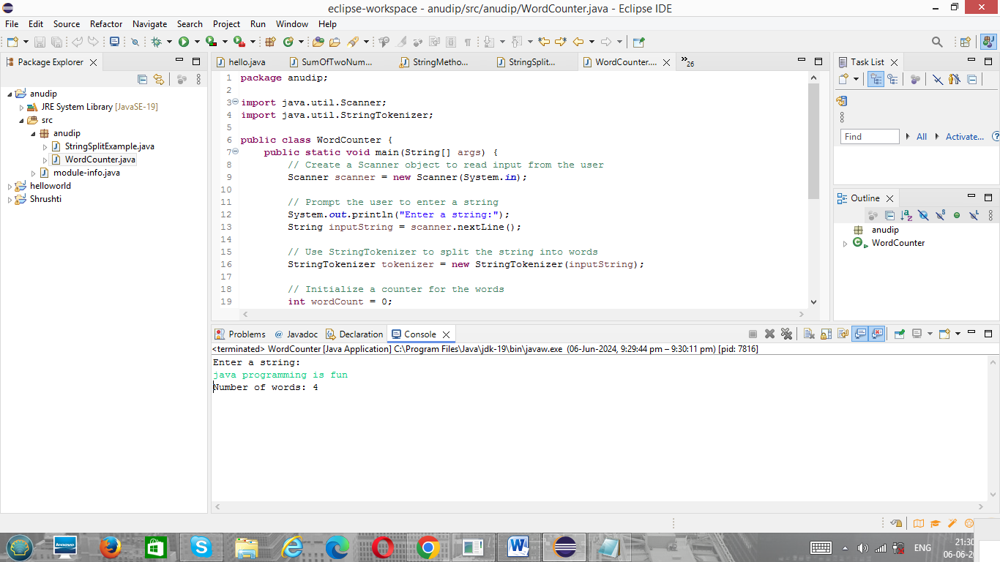 eclipse-workspace - anudip/src/anudip/WordCounter.java - Eclipse IDE
File Edit Source Refactor Navigate Search Project Run Window Help
Package Explorer
anudip
JRE System Library [JavaSE-19]
src
anudip
StringSplitExample.java
WordCounter.java
module-info.java
helloworld
Shrushti
hello.java SumOfTwoNum... StringMetho... StringSplit... WordCounter.... »26
1 package anudip;
2
3 import java.util.Scanner;
4 import java.util.StringTokenizer;
5
6 public class WordCounter {
7     public static void main(String[] args) {
8         // Create a Scanner object to read input from the user
9         Scanner scanner = new Scanner(System.in);
10
11         // Prompt the user to enter a string
12         System.out.println("Enter a string:");
13         String inputString = scanner.nextLine();
14
15         // Use StringTokenizer to split the string into words
16         StringTokenizer tokenizer = new StringTokenizer(inputString);
17
18         // Initialize a counter for the words
19         int wordCount = 0;
Task List
Find All Activate...
Outline
anudip
WordCounter
Problems @ Javadoc Declaration Console
<terminated> WordCounter [Java Application] C:\Program Files\Java\jdk-19\bin\javaw.exe (06-Jun-2024, 9:29:44 pm – 9:30:11 pm) [pid: 7816]
Enter a string:
java programming is fun
Number of words: 4
lenovo
ENG
21:30
06-06-20